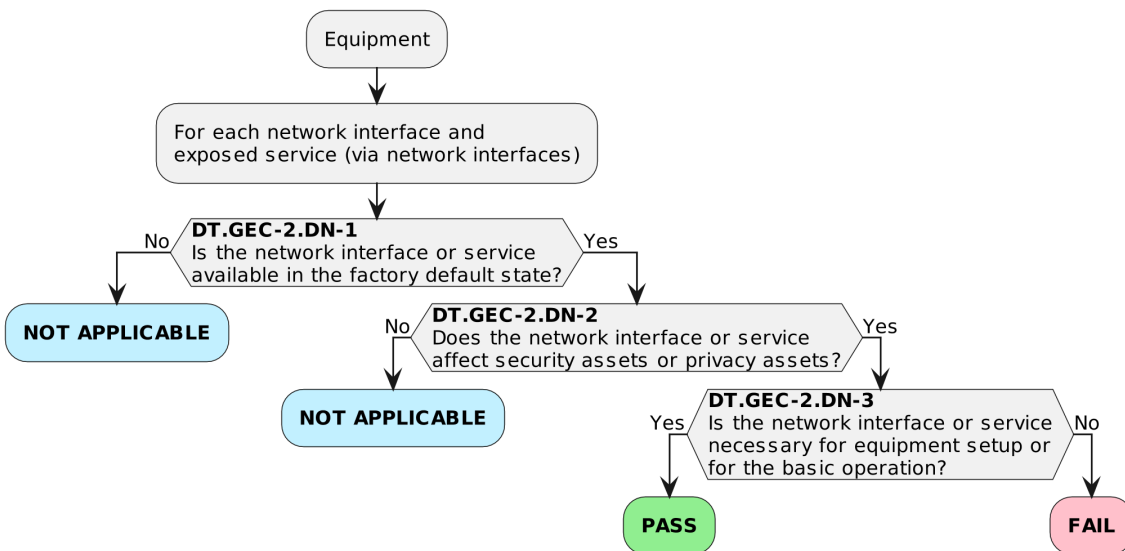 Equipment
For each network interface and
exposed service (via network interfaces)
No
DT.GEC-2.DN-1
Is the network interface or service
available in the factory default state?
Yes
NOT APPLICABLE
No
DT.GEC-2.DN-2
Does the network interface or service
affect security assets or privacy assets?
Yes
NOT APPLICABLE
Yes
DT.GEC-2.DN-3
Is the network interface or service
necessary for equipment setup or
for the basic operation?
No
PASS
FAIL